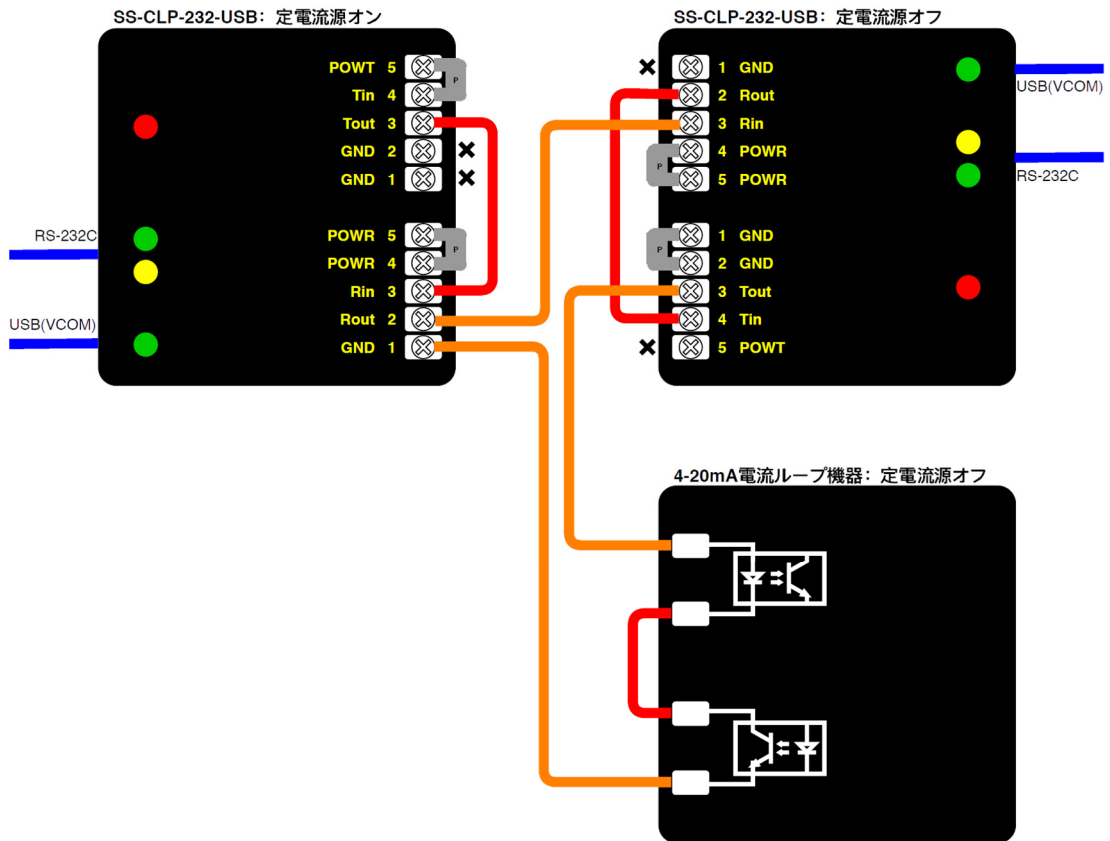 SS-CLP-232-USB：定電流源オン
POWT 5
Tin 4
Tout 3
GND 2
GND 1
POWR 5
POWR 4
Rin 3
Rout 2
GND 1
P
P
RS-232C
USB(VCOM)
SS-CLP-232-USB：定電流源オフ
1 GND
2 Rout
3 Rin
4 POWR
5 POWR
1 GND
2 GND
3 Tout
4 Tin
5 POWT
P
P
USB(VCOM)
RS-232C
4-20mA電流ループ機器：定電流源オフ